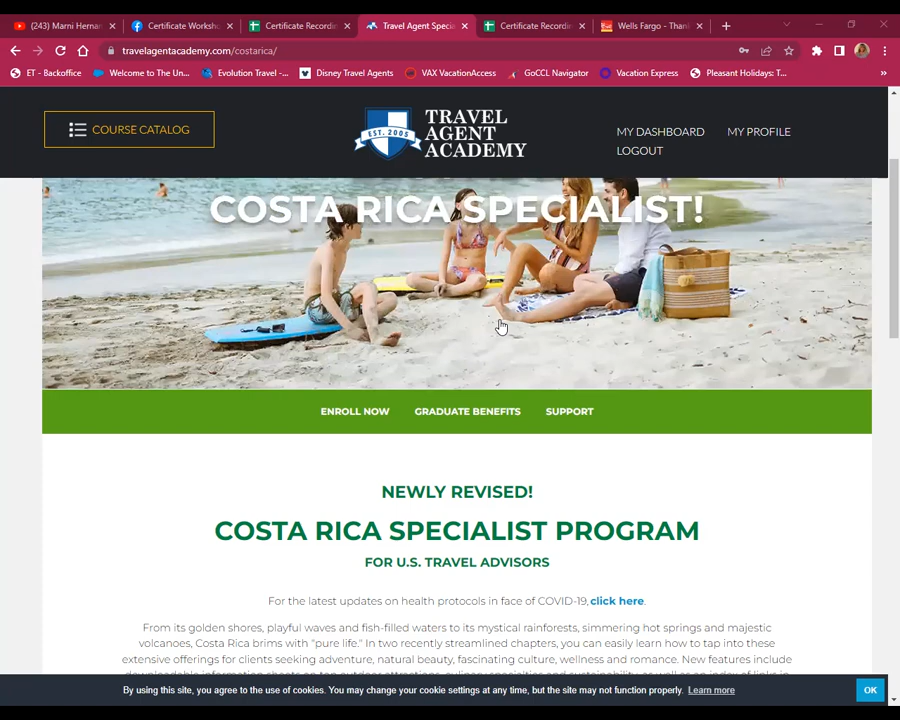 (243) Marni Hernan
Certificate Worksho
Certificate Recordin
Travel Agent Specia
Certificate Recordin
Wells Fargo - Thank
travelagentacademy.com/costarica/
ET - Backoffice
Welcome to The Un...
Evolution Travel -...
Disney Travel Agents
VAX VacationAccess
GoCCL Navigator
Vacation Express
Pleasant Holidays: T...
»
COURSE CATALOG
EST. 2005
TRAVEL
AGENT
ACADEMY
MY DASHBOARD
MY PROFILE
LOGOUT
COSTA RICA SPECIALIST!
ENROLL NOW
GRADUATE BENEFITS
SUPPORT
NEWLY REVISED!
COSTA RICA SPECIALIST PROGRAM
FOR U.S. TRAVEL ADVISORS
For the latest updates on health protocols in face of COVID-19, click here.
From its golden shores, playful waves and fish-filled waters to its mystical rainforests, simmering hot springs and majestic
volcanoes, Costa Rica brims with "pure life." In two recently streamlined chapters, you can easily learn how to tap into these
extensive offerings for clients seeking adventure, natural beauty, fascinating culture, wellness and romance. New features include
By using this site, you agree to the use of cookies. You may change your cookie settings at any time, but the site may not function properly. Learn more
OK